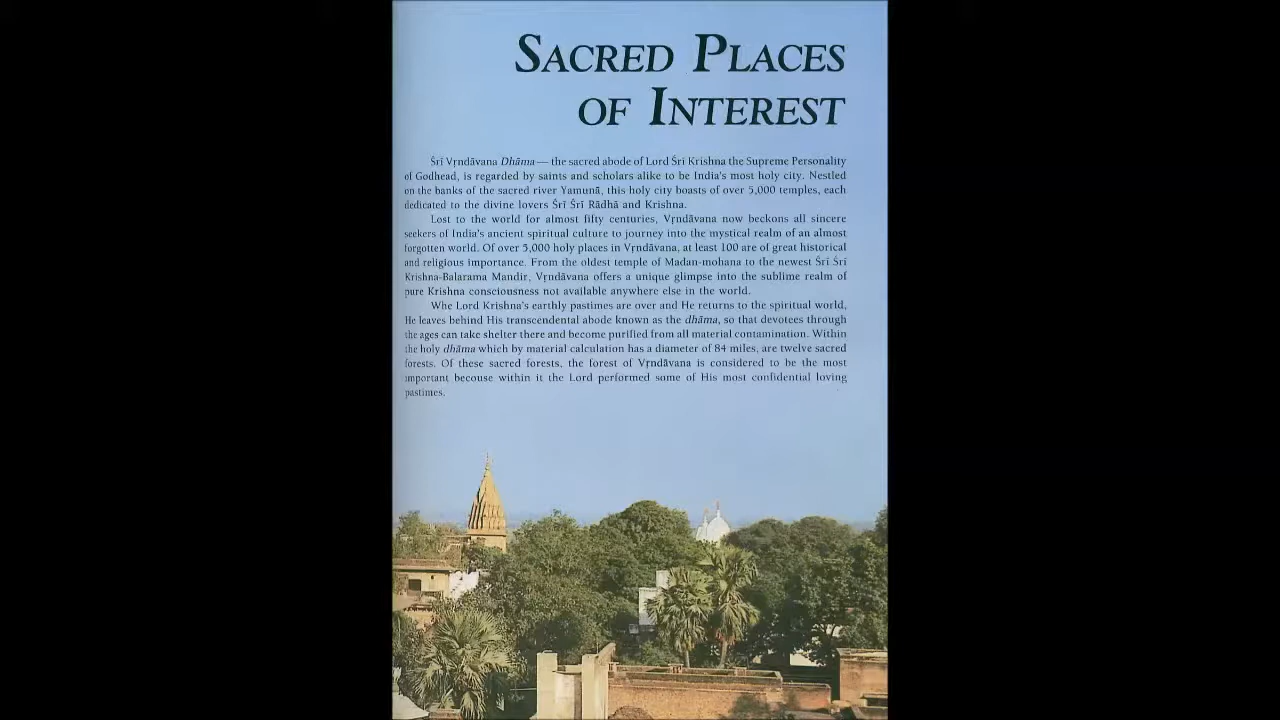 SACRED PLACES
OF INTEREST
Śrī Vṛndāvana Dhāma — the sacred abode of Lord Śri Krishna the Supreme Personality
of Godhead, is regarded by saints and scholars alike to be India's most holy city. Nestled
on the banks of the sacred river Yamunā, this holy city boasts of over 5,000 temples, each
dedicated to the divine lovers Śrī Śrī Rādhā and Krishna.
Lost to the world for almost fifty centuries, Vṛndāvana now beckons all sincere
seekers of India's ancient spiritual culture to journey into the mystical realm of an almost
forgotten world. Of over 5,000 holy places in Vṛndāvana, at least 100 are of great historical
and religious importance. From the oldest temple of Madan-mohana to the newest Śrī Śrī
Krishna-Balarama Mandir, Vṛndāvana offers a unique glimpse into the sublime realm of
pure Krishna consciousness not available anywhere else in the world.
Whe Lord Krishna's earthly pastimes are over and He returns to the spiritual world,
He leaves behind His transcendental abode known as the dhāma, so that devotees through
the ages can take shelter there and become purified from all material contamination. Within
the holy dhāma which by material calculation has a diameter of 84 miles, are twelve sacred
forests. Of these sacred forests, the forest of Vṛndāvana is considered to be the most
important becouse within it the Lord performed some of His most confidential loving
pastimes.